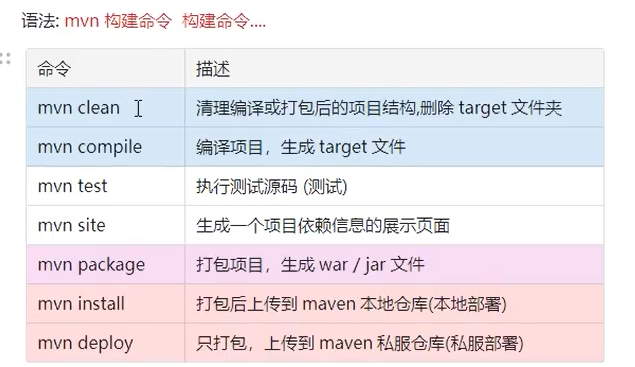 语法: mvn 构建命令 构建命令....
命令 描述
mvn clean 清理编译或打包后的项目结构,删除 target 文件夹
mvn compile 编译项目，生成 target 文件
mvn test 执行测试源码 (测试)
mvn site 生成一个项目依赖信息的展示页面
mvn package 打包项目，生成 war / jar 文件
mvn install 打包后上传到 maven 本地仓库(本地部署)
mvn deploy 只打包，上传到 maven 私服仓库(私服部署)